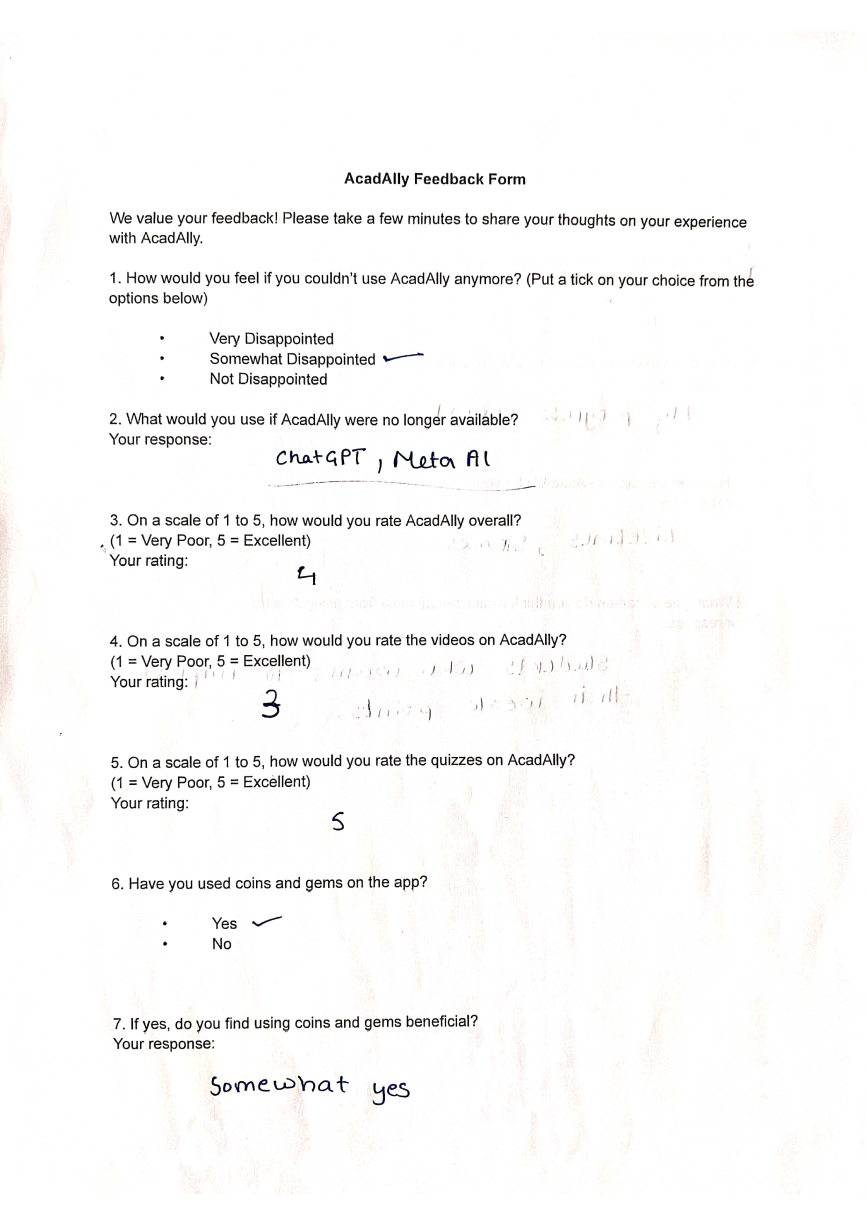 AcadAlly Feedback Form
We value your feedback! Please take a few minutes to share your thoughts on your experience
with AcadAlly.
1. How would you feel if you couldn't use AcadAlly anymore? (Put a tick on your choice from the
options below)
• Very Disappointed
• Somewhat Disappointed ✓
• Not Disappointed
2. What would you use if AcadAlly were no longer available?
Your response:
ChatGPT, Meta AI
3. On a scale of 1 to 5, how would you rate AcadAlly overall?
(1 = Very Poor, 5 = Excellent)
Your rating:
4
4. On a scale of 1 to 5, how would you rate the videos on AcadAlly?
(1 = Very Poor, 5 = Excellent)
Your rating:
3
5. On a scale of 1 to 5, how would you rate the quizzes on AcadAlly?
(1 = Very Poor, 5 = Excellent)
Your rating:
5
6. Have you used coins and gems on the app?
• Yes ✓
• No
7. If yes, do you find using coins and gems beneficial?
Your response:
Somewhat yes